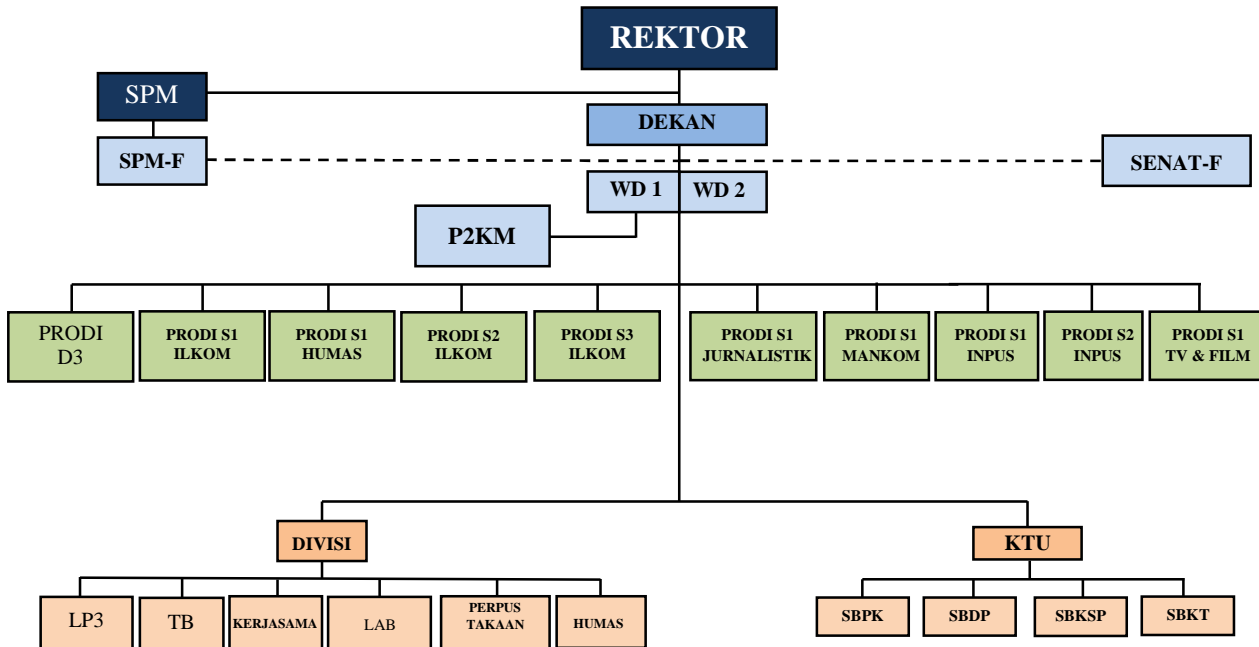 REKTOR
SPM
DEKAN
SPM-F
SENAT-F
WD 1
WD 2
P2KM
PRODI
D3
PRODI S1
ILKOM
PRODI S1
HUMAS
PRODI S2
ILKOM
PRODI S3
ILKOM
PRODI S1
JURNALISTIK
PRODI S1
MANKOM
PRODI S1
INPUS
PRODI S2
INPUS
PRODI S1
TV & FILM
DIVISI
KTU
LP3
TB
KERJASAMA
LAB
PERPUS
TAKAAN
HUMAS
SBPK
SBDP
SBKSP
SBKT